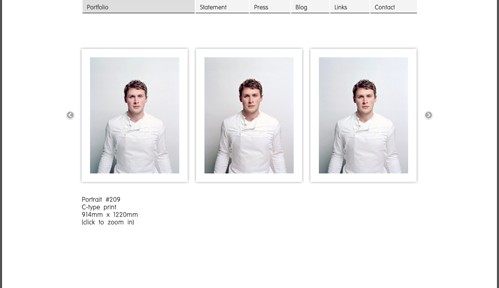 Portfolio Statement Press Blog Links Contact
Portrait #209
C-type print
914mm x 1220mm
(click to zoom in)